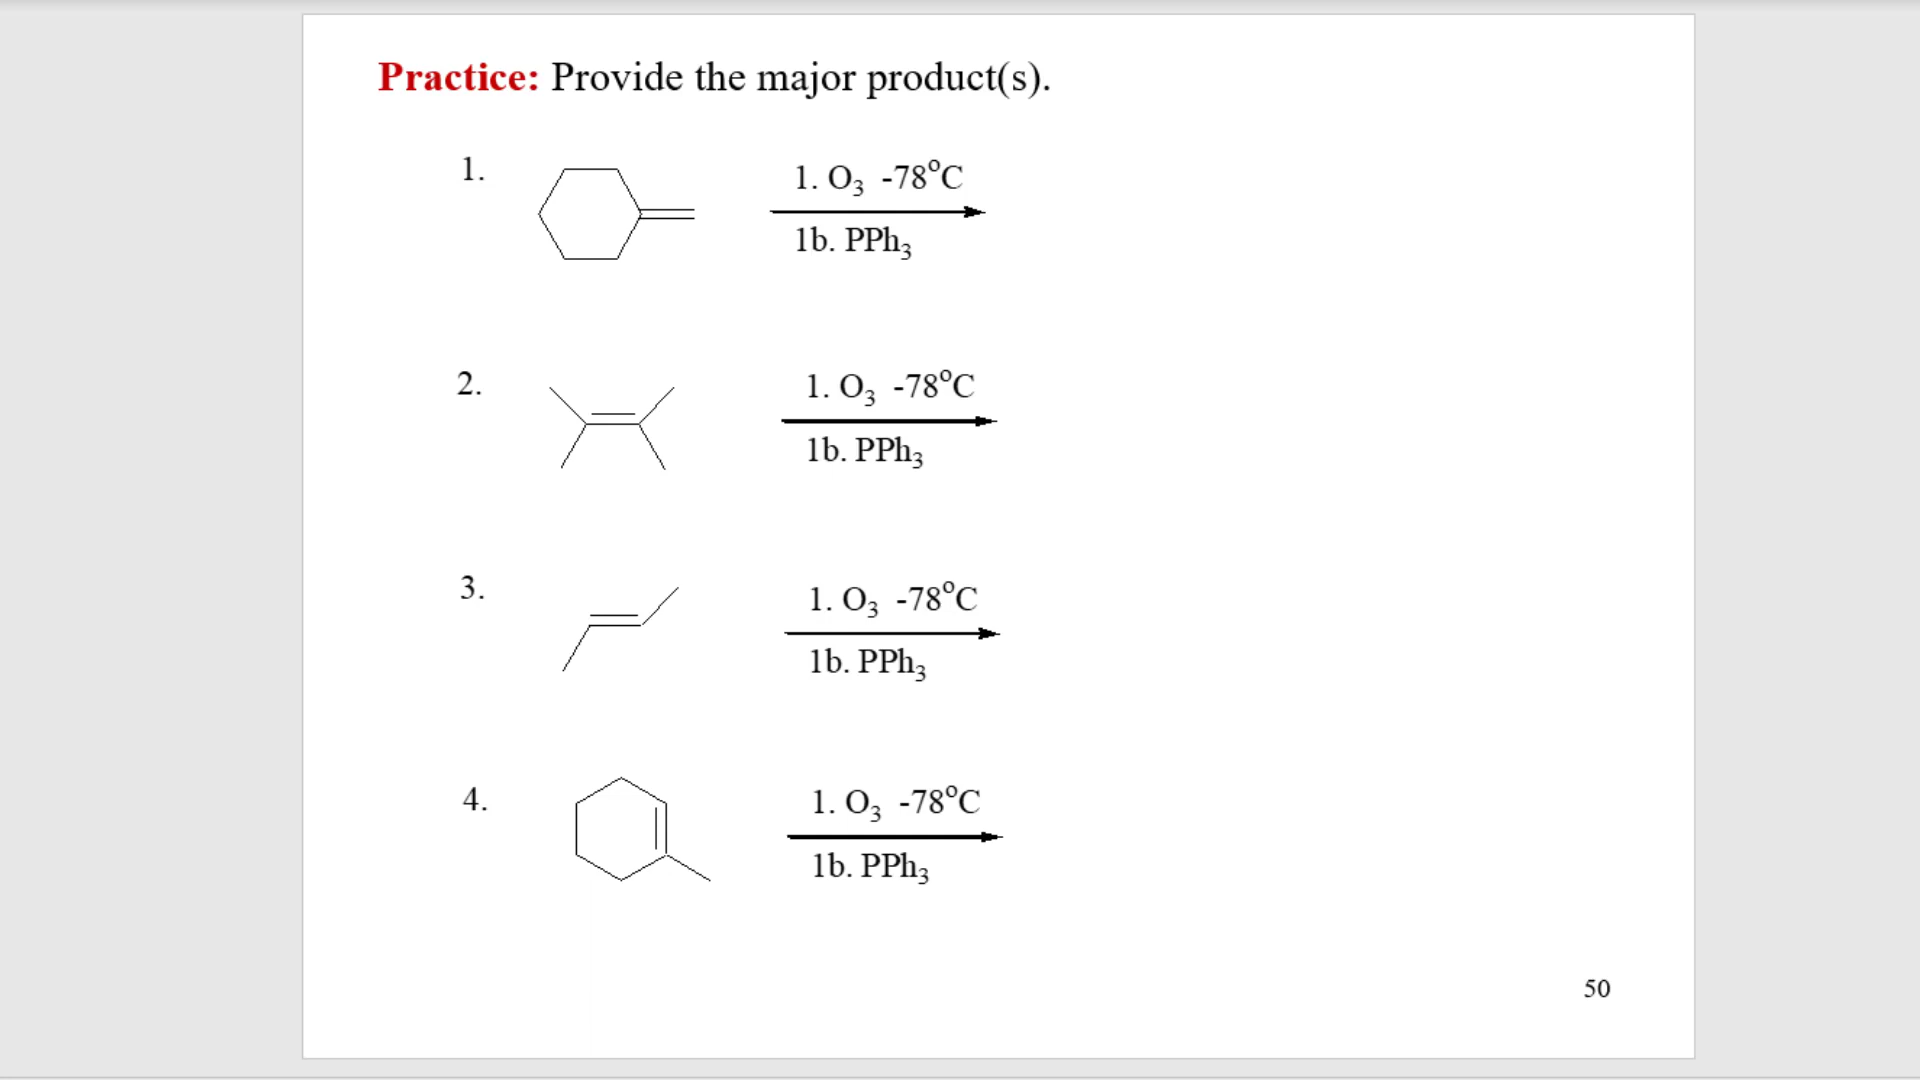 Practice: Provide the major product(s).
1.
1. O₃ -78°C
1b. PPh₃
2.
1. O₃ -78°C
1b. PPh₃
3.
1. O₃ -78°C
1b. PPh₃
4.
1. O₃ -78°C
1b. PPh₃
50